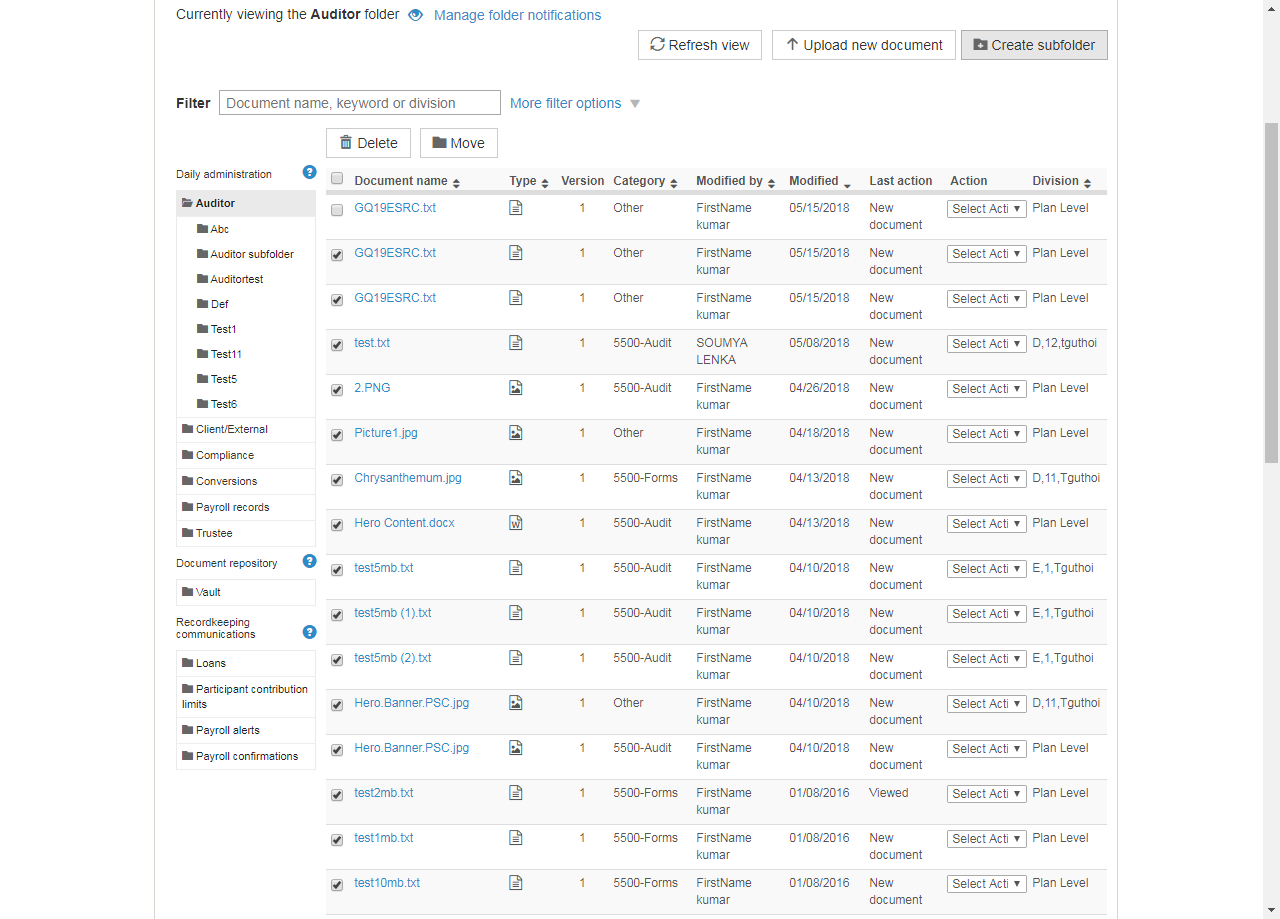 Currently viewing the Auditor folder Manage folder notifications
Refresh view Upload new document Create subfolder
Filter Document name, keyword or division More filter options
Delete Move
Daily administration ?
Auditor
Abc
Auditor subfolder
Auditortest
Def
Test1
Test11
Test5
Test6
Client/External
Compliance
Conversions
Payroll records
Trustee
Document repository ?
Vault
Recordkeeping
communications ?
Loans
Participant contribution
limits
Payroll alerts
Payroll confirmations
Document name Type Version Category Modified by Modified Last action Action Division
GQ19ESRC.txt 1 Other FirstName 05/15/2018 New Select Acti Plan Level
kumar document
GQ19ESRC.txt 1 Other FirstName 05/15/2018 New Select Acti Plan Level
kumar document
GQ19ESRC.txt 1 Other FirstName 05/15/2018 New Select Acti Plan Level
kumar document
test.txt 1 5500-Audit SOUMYA 05/08/2018 New Select Acti D,12,tguthoi
LENKA document
2.PNG 1 5500-Audit FirstName 04/26/2018 New Select Acti Plan Level
kumar document
Picture1.jpg 1 Other FirstName 04/18/2018 New Select Acti Plan Level
kumar document
Chrysanthemum.jpg 1 5500-Forms FirstName 04/13/2018 New Select Acti D,11,Tguthoi
kumar document
Hero Content.docx W 1 5500-Audit FirstName 04/13/2018 New Select Acti Plan Level
kumar document
test5mb.txt 1 5500-Audit FirstName 04/10/2018 New Select Acti E,1,Tguthoi
kumar document
test5mb (1).txt 1 5500-Audit FirstName 04/10/2018 New Select Acti E,1,Tguthoi
kumar document
test5mb (2).txt 1 5500-Audit FirstName 04/10/2018 New Select Acti E,1,Tguthoi
kumar document
Hero.Banner.PSC.jpg 1 Other FirstName 04/10/2018 New Select Acti D,11,Tguthoi
kumar document
Hero.Banner.PSC.jpg 1 5500-Audit FirstName 04/10/2018 New Select Acti Plan Level
kumar document
test2mb.txt 1 5500-Forms FirstName 01/08/2016 Viewed Select Acti Plan Level
kumar
test1mb.txt 1 5500-Forms FirstName 01/08/2016 New Select Acti Plan Level
kumar document
test10mb.txt 1 5500-Forms FirstName 01/08/2016 New Select Acti Plan Level
kumar document